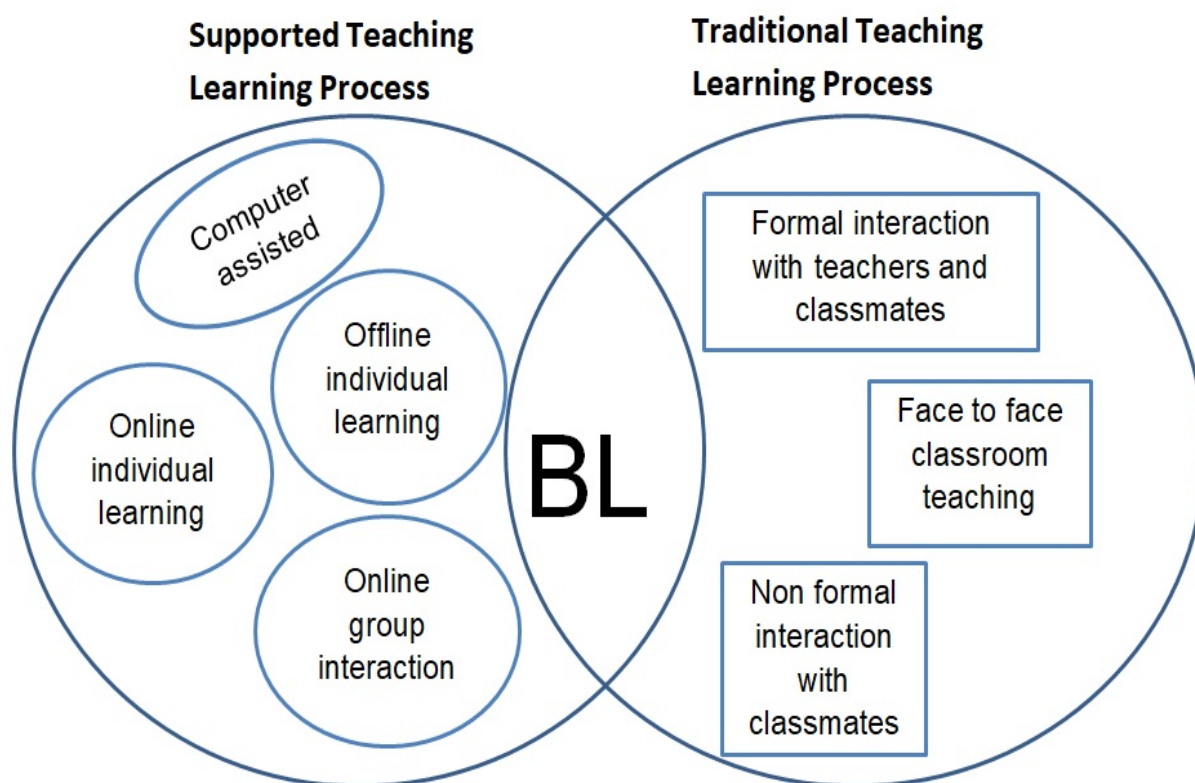 Supported Teaching
Learning Process
Traditional Teaching
Learning Process
Computer
assisted
Offline
individual
learning
Online
individual
learning
Online
group
interaction
BL
Formal interaction
with teachers and
classmates
Face to face
classroom
teaching
Non formal
interaction
with
classmates